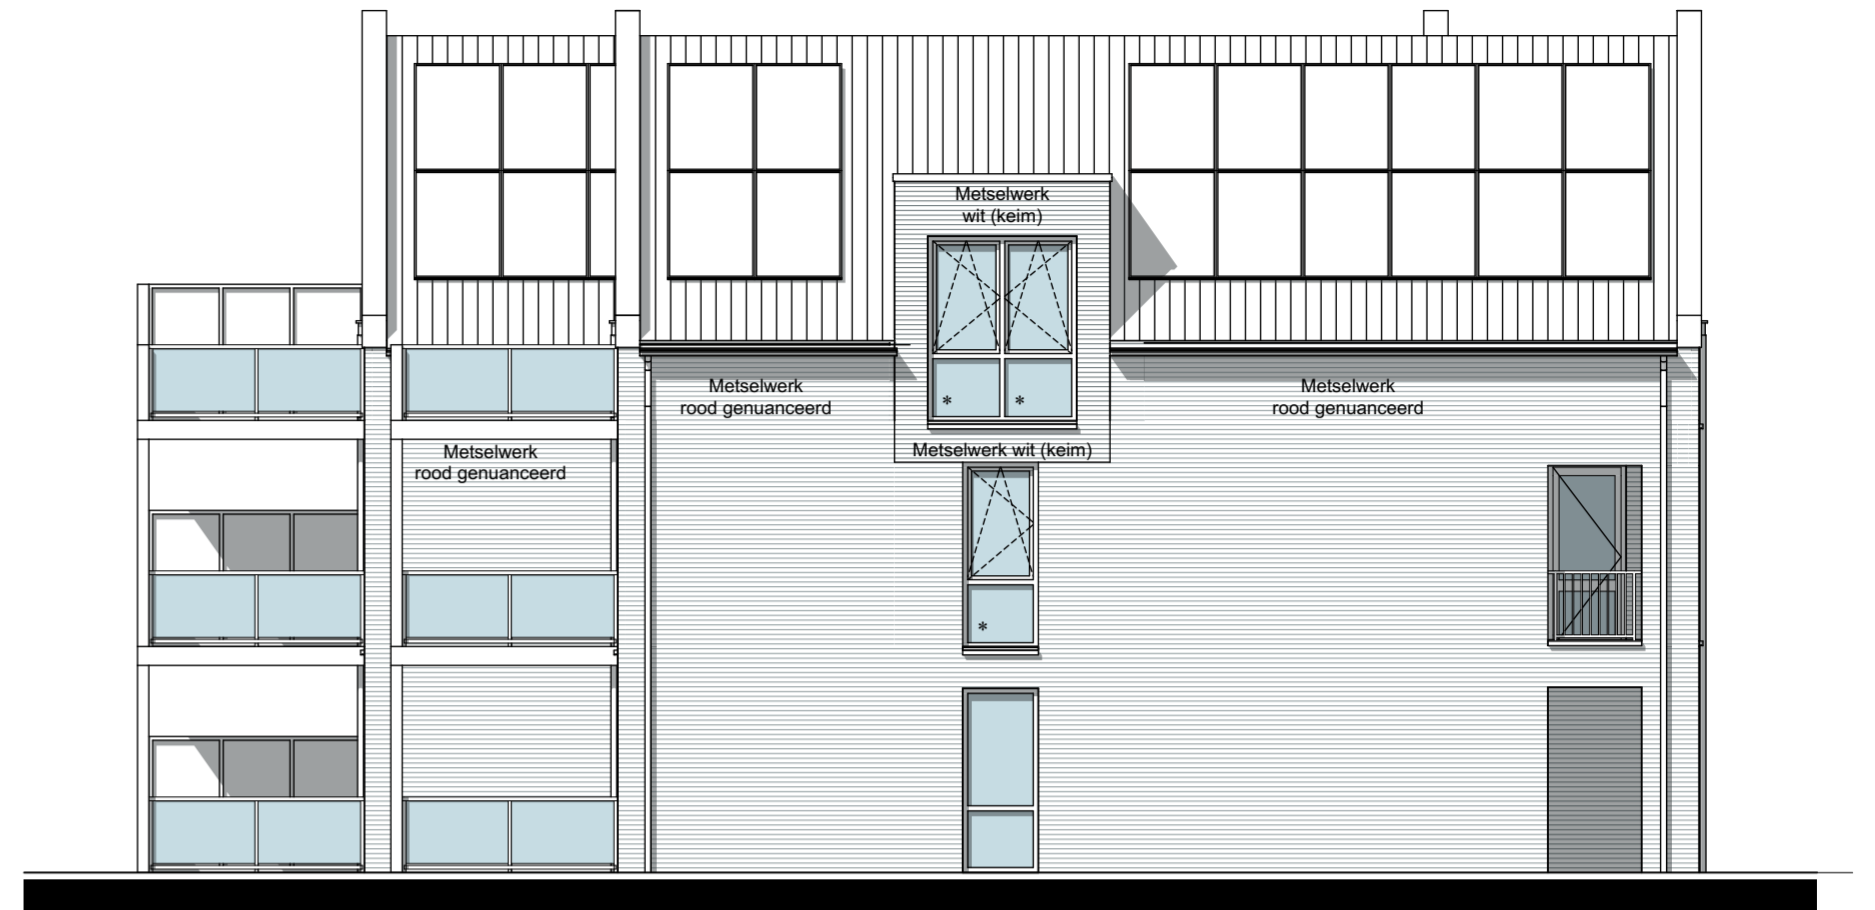 Metselwerk
wit (keim)
Metselwerk
rood genuanceerd
*
*
Metselwerk
rood genuanceerd
Metselwerk wit (keim)
Metselwerk
rood genuanceerd
*